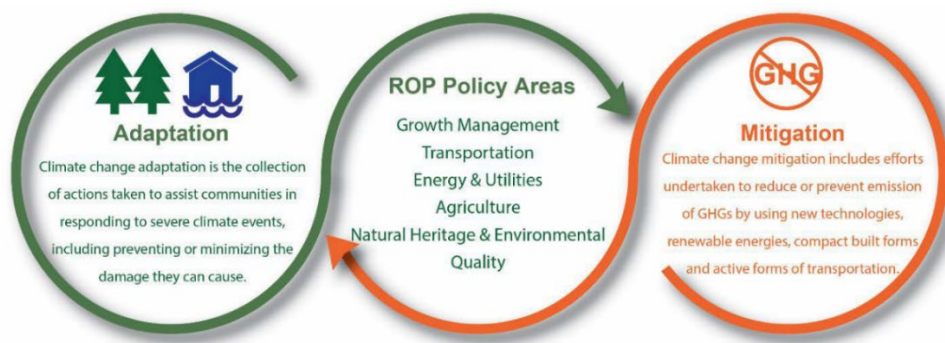 Adaptation
Climate change adaptation is the collection
of actions taken to assist communities in
responding to severe climate events,
including preventing or minimizing the
damage they can cause.
ROP Policy Areas
Growth Management
Transportation
Energy & Utilities
Agriculture
Natural Heritage & Environmental
Quality
GHG
Mitigation
Climate change mitigation includes efforts
undertaken to reduce or prevent emission
of GHGs by using new technologies,
renewable energies, compact built forms
and active forms of transportation.